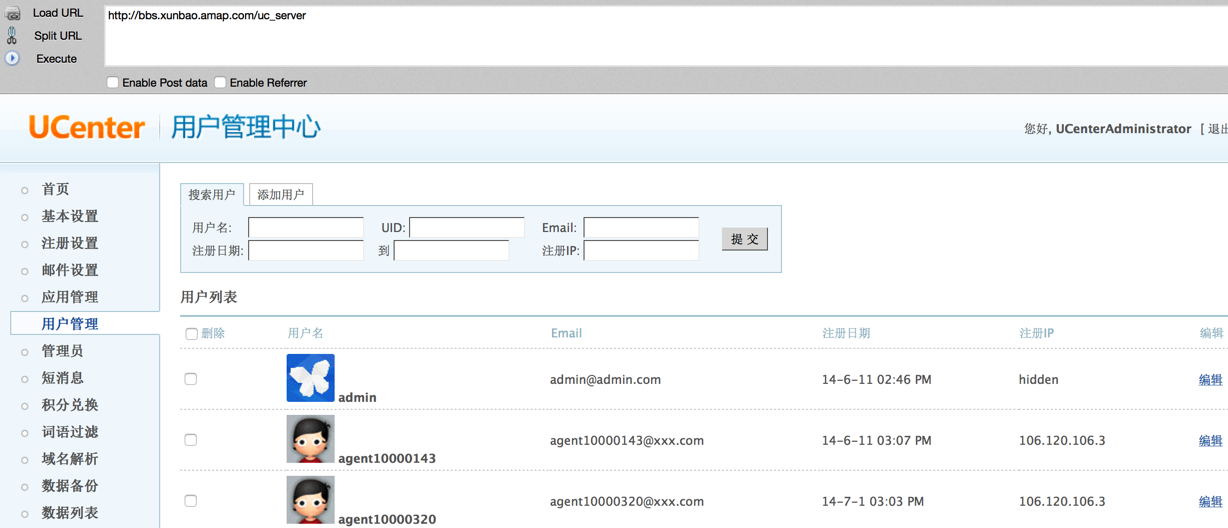 Load URL
http://bbs.xunbao.amap.com/uc_server
Split URL
Execute
Enable Post data Enable Referrer
UCenter 用户管理中心
您好, UCenterAdministrator [ 退出
首页
基本设置
注册设置
邮件设置
应用管理
用户管理
管理员
短消息
积分兑换
词语过滤
域名解析
数据备份
数据列表
搜索用户 添加用户
用户名: UID: Email:
注册日期: 到 注册IP:
提 交
用户列表
删除 用户名 Email 注册日期 注册IP 编辑
admin admin@admin.com 14-6-11 02:46 PM hidden 编辑
agent10000143 agent10000143@xxx.com 14-6-11 03:07 PM 106.120.106.3 编辑
agent10000320 agent10000320@xxx.com 14-7-1 03:03 PM 106.120.106.3 编辑